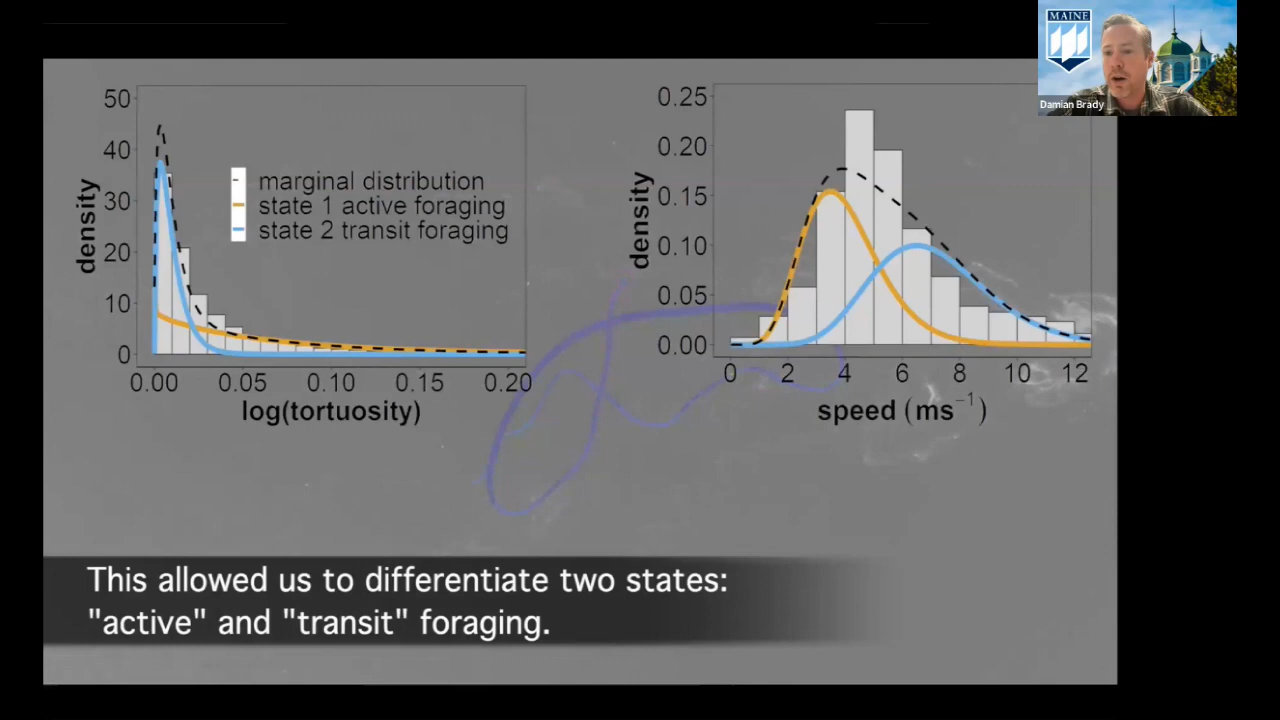 MAINE
Damian Brady
50
40
30
20
10
0
density
0.00 0.05 0.10 0.15 0.20
log(tortuosity)
marginal distribution
state 1 active foraging
state 2 transit foraging
0.25
0.20
0.15
0.10
0.05
0.00
density
0 2 4 6 8 10 12
speed (ms⁻¹)
This allowed us to differentiate two states:
"active" and "transit" foraging.